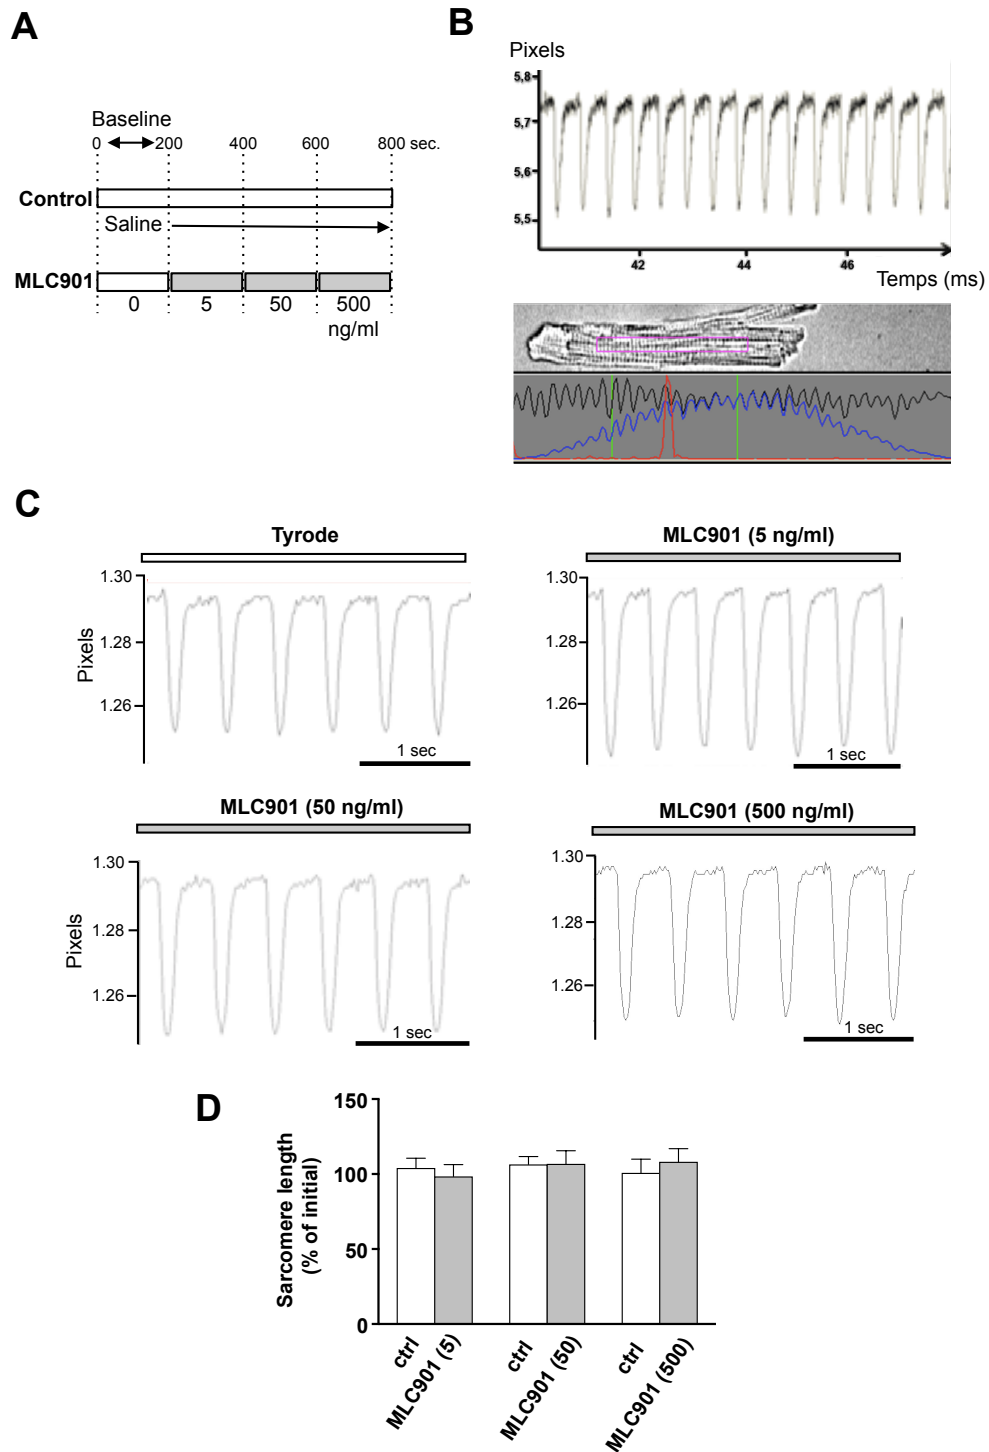 A
Baseline
0 200 400 600 800 sec.
Control
Saline
MLC901
0 5 50 500
ng/ml
B
Pixels
5,8
5,7
5,6
5,5
42 44 46
Temps (ms)
C
Tyrode
1.30
1.28
1.26
Pixels
1 sec
MLC901 (5 ng/ml)
1.30
1.28
1.26
1 sec
MLC901 (50 ng/ml)
1.30
1.28
1.26
Pixels
1 sec
MLC901 (500 ng/ml)
1.30
1.28
1.26
1 sec
D
Sarcomere length
(% of initial)
150
100
50
0
ctrl
MLC901 (5)
ctrl
MLC901 (50)
ctrl
MLC901 (500)